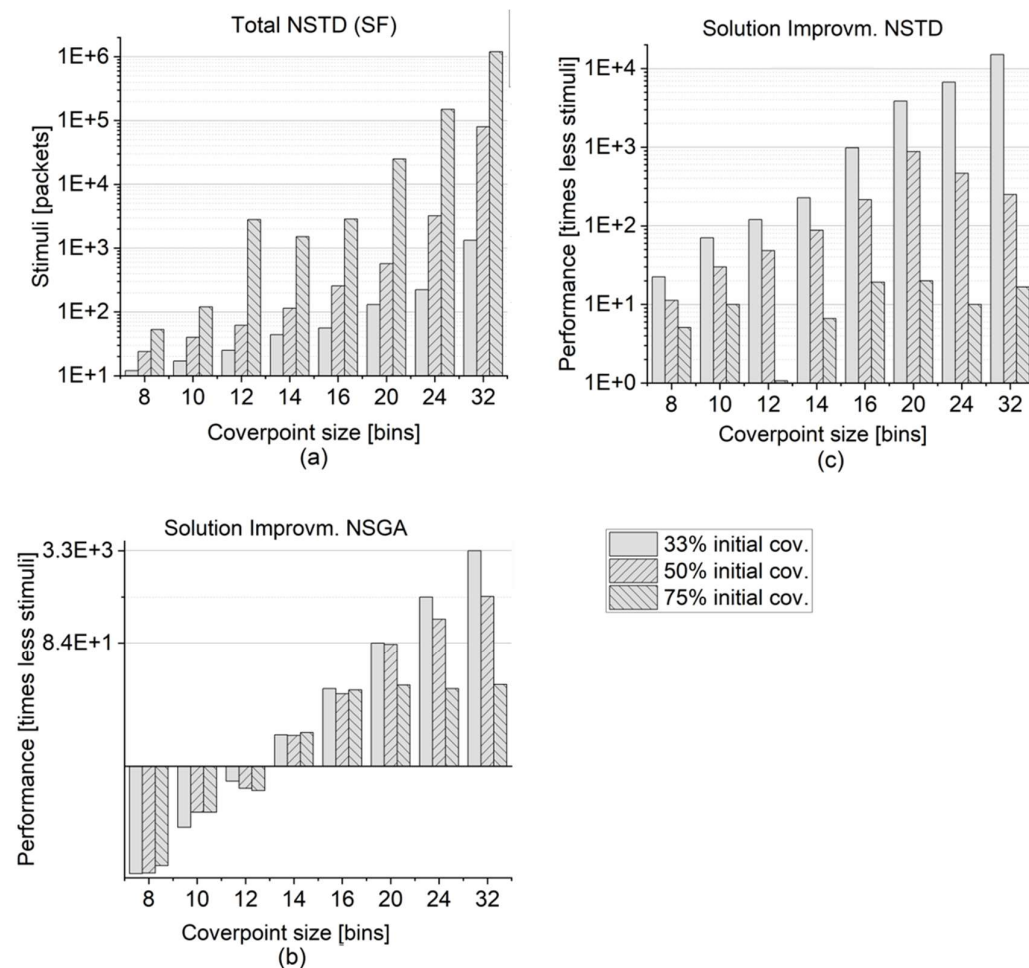 Total NSTD (SF)
1E+6
1E+5
1E+4
1E+3
1E+2
1E+1
Stimuli [packets]
8 10 12 14 16 20 24 32
Coverpoint size [bins]
(a)
Solution Improvm. NSTD
1E+4
1E+3
1E+2
1E+1
1E+0
Performance [times less stimuli]
8 10 12 14 16 20 24 32
Coverpoint size [bins]
(c)
Solution Improvm. NSGA
3.3E+3
8.4E+1
Performance [times less stimuli]
8 10 12 14 16 20 24 32
Coverpoint size [bins]
(b)
33% initial cov.
50% initial cov.
75% initial cov.